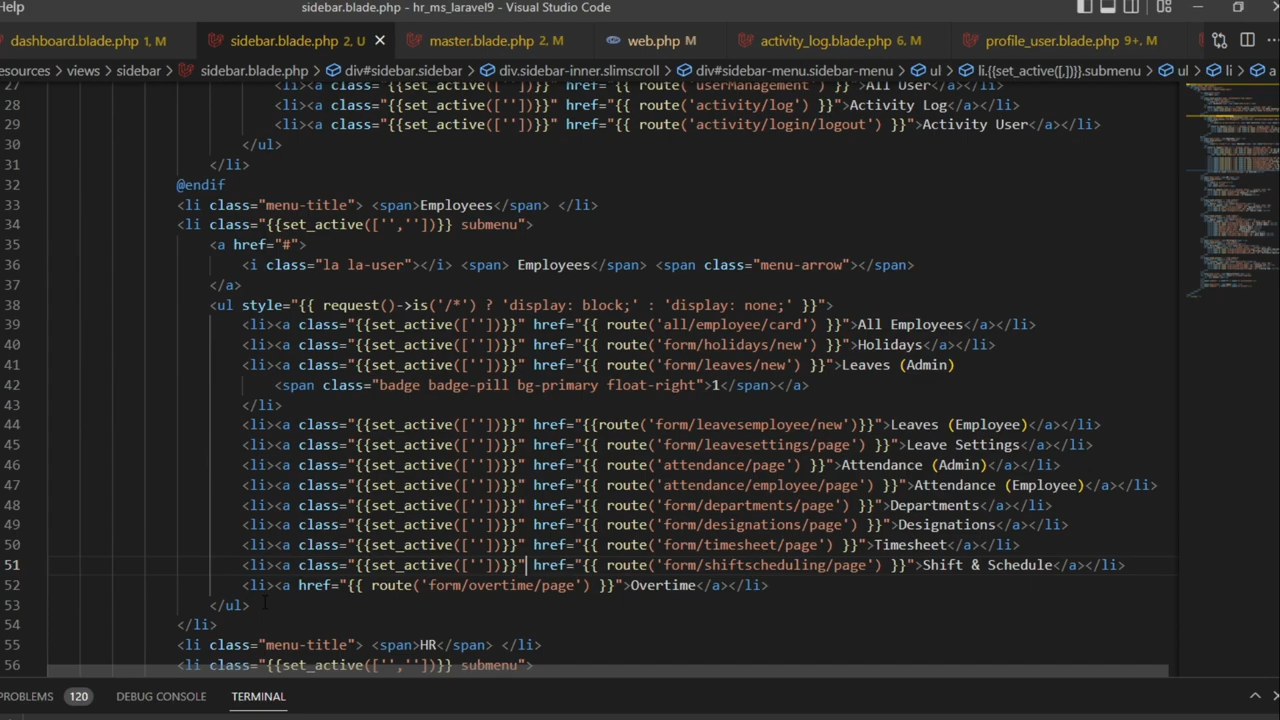 Help
sidebar.blade.php - hr_ms_laravel9 - Visual Studio Code
dashboard.blade.php 1, M
sidebar.blade.php 2, U
master.blade.php 2, M
web.php M
activity_log.blade.php 6, M
profile_user.blade.php 9+, M
esources > views > sidebar > sidebar.blade.php > div#sidebar.sidebar > div.sidebar-inner.slimscroll > div#sidebar-menu.sidebar-menu > ul > li.{{set_active([,])}}.submenu > ul > li > a
27 <li><a class="{{set_active([''])}}" href="{{ route('userManagement') }}">All User</a></li>
28 <li><a class="{{set_active([''])}}" href="{{ route('activity/log') }}">Activity Log</a></li>
29 <li><a class="{{set_active([''])}}" href="{{ route('activity/login/logout') }}">Activity User</a></li>
30 </ul>
31 </li>
32 @endif
33 <li class="menu-title"> <span>Employees</span> </li>
34 <li class="{{set_active(['',''])}} submenu">
35 <a href="#">
36 <i class="la la-user"></i> <span> Employees</span> <span class="menu-arrow"></span>
37 </a>
38 <ul style="{{ request()->is('/*') ? 'display: block;' : 'display: none;' }}">
39 <li><a class="{{set_active([''])}}" href="{{ route('all/employee/card') }}">All Employees</a></li>
40 <li><a class="{{set_active([''])}}" href="{{ route('form/holidays/new') }}">Holidays</a></li>
41 <li><a class="{{set_active([''])}}" href="{{ route('form/leaves/new') }}">Leaves (Admin)
42 <span class="badge badge-pill bg-primary float-right">1</span></a>
43 </li>
44 <li><a class="{{set_active([''])}}" href="{{route('form/leavesemployee/new')}}">Leaves (Employee)</a></li>
45 <li><a class="{{set_active([''])}}" href="{{ route('form/leavesettings/page') }}">Leave Settings</a></li>
46 <li><a class="{{set_active([''])}}" href="{{ route('attendance/page') }}">Attendance (Admin)</a></li>
47 <li><a class="{{set_active([''])}}" href="{{ route('attendance/employee/page') }}">Attendance (Employee)</a></li>
48 <li><a class="{{set_active([''])}}" href="{{ route('form/departments/page') }}">Departments</a></li>
49 <li><a class="{{set_active([''])}}" href="{{ route('form/designations/page') }}">Designations</a></li>
50 <li><a class="{{set_active([''])}}" href="{{ route('form/timesheet/page') }}">Timesheet</a></li>
51 <li><a class="{{set_active([''])}}" href="{{ route('form/shiftscheduling/page') }}">Shift & Schedule</a></li>
52 <li><a href="{{ route('form/overtime/page') }}">Overtime</a></li>
53 </ul>
54 </li>
55 <li class="menu-title"> <span>HR</span> </li>
56 <li class="{{set_active(['',''])}} submenu">
PROBLEMS 120 DEBUG CONSOLE TERMINAL